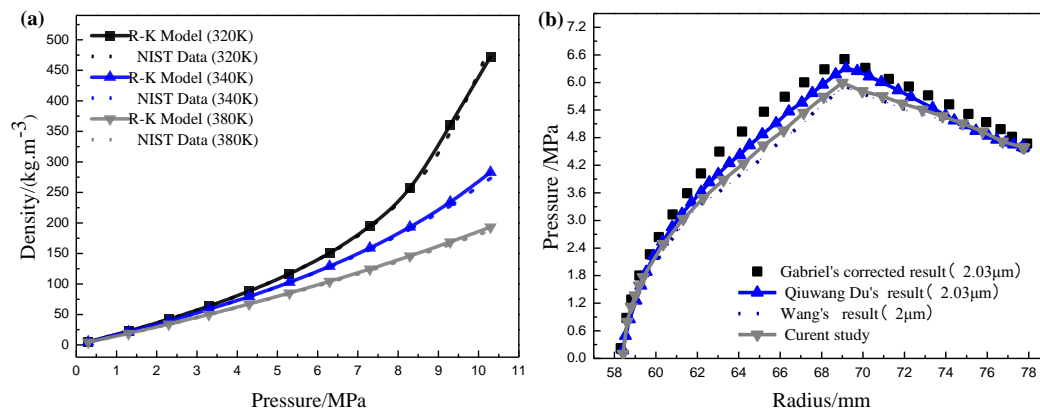 (a)
R-K Model (320K)
NIST Data (320K)
R-K Model (340K)
NIST Data (340K)
R-K Model (380K)
NIST Data (380K)
Density/(kg.m-3)
500
450
400
350
300
250
200
150
100
50
0
0 1 2 3 4 5 6 7 8 9 10 11
Pressure/MPa
(b)
Pressure /MPa
7.2
6.6
6.0
5.4
4.8
4.2
3.6
3.0
2.4
1.8
1.2
0.6
0.0
Gabriel's corrected result( 2.03μm)
Qiuwang Du's result( 2.03μm)
Wang's result( 2μm)
Curent study
58 60 62 64 66 68 70 72 74 76 78
Radius/mm